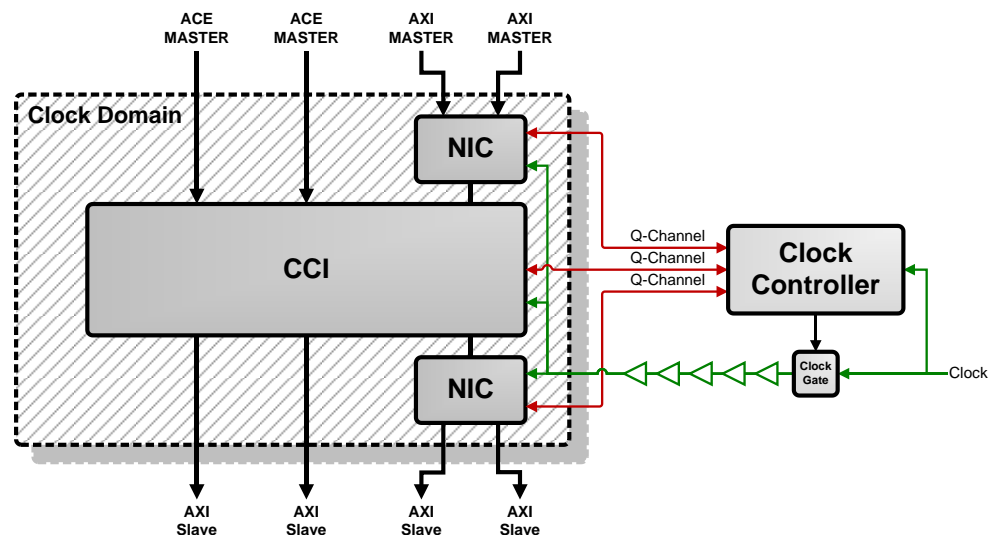 ACE
MASTER
ACE
MASTER
AXI
MASTER
AXI
MASTER
Clock Domain
NIC
CCI
NIC
Q-Channel
Q-Channel
Q-Channel
Clock
Controller
Clock
Gate
Clock
AXI
Slave
AXI
Slave
AXI
Slave
AXI
Slave